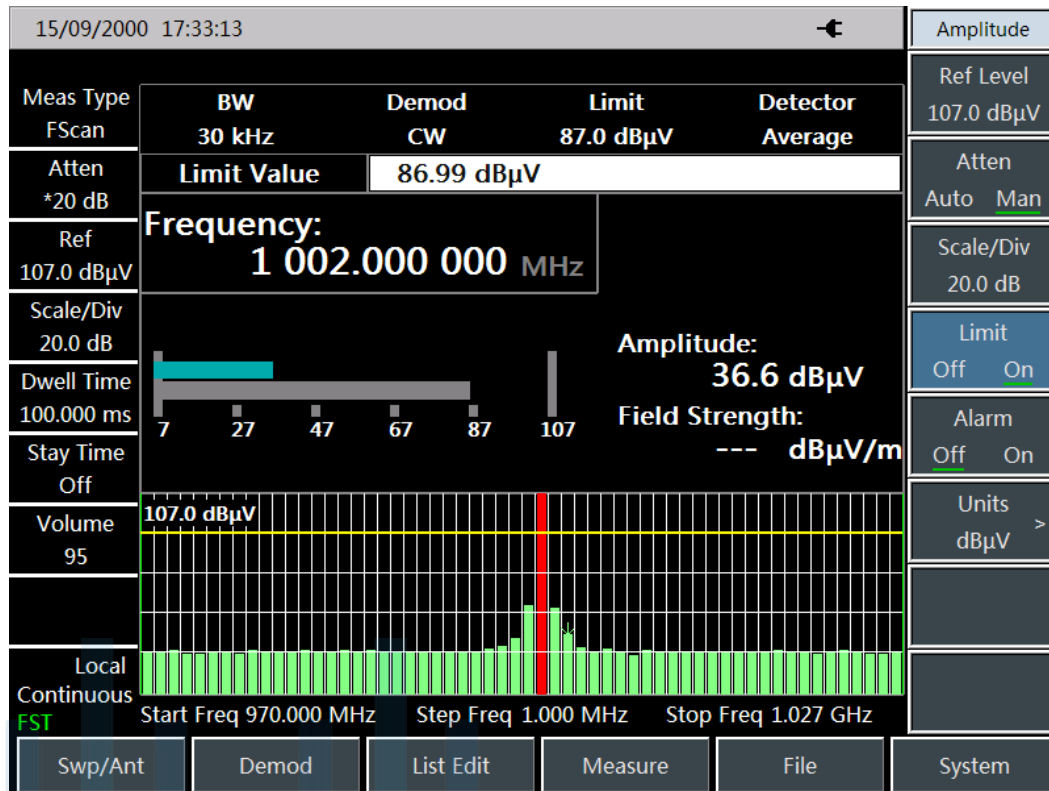 15/09/2000 17:33:13
Amplitude
Meas Type
FScan
Atten
*20 dB
Ref
107.0 dBµV
Scale/Div
20.0 dB
Dwell Time
100.000 ms
Stay Time
Off
Volume
95
Local
Continuous
FST
BW Demod Limit Detector
30 kHz CW 87.0 dBµV Average
Limit Value 86.99 dBµV
Frequency:
1 002.000 000 MHz
Amplitude:
36.6 dBµV
Field Strength:
--- dBµV/m
7 27 47 67 87 107
107.0 dBµV
Start Freq 970.000 MHz Step Freq 1.000 MHz Stop Freq 1.027 GHz
Ref Level
107.0 dBµV
Atten
Auto Man
Scale/Div
20.0 dB
Limit
Off On
Alarm
Off On
Units
dBµV >
Swp/Ant Demod List Edit Measure File System